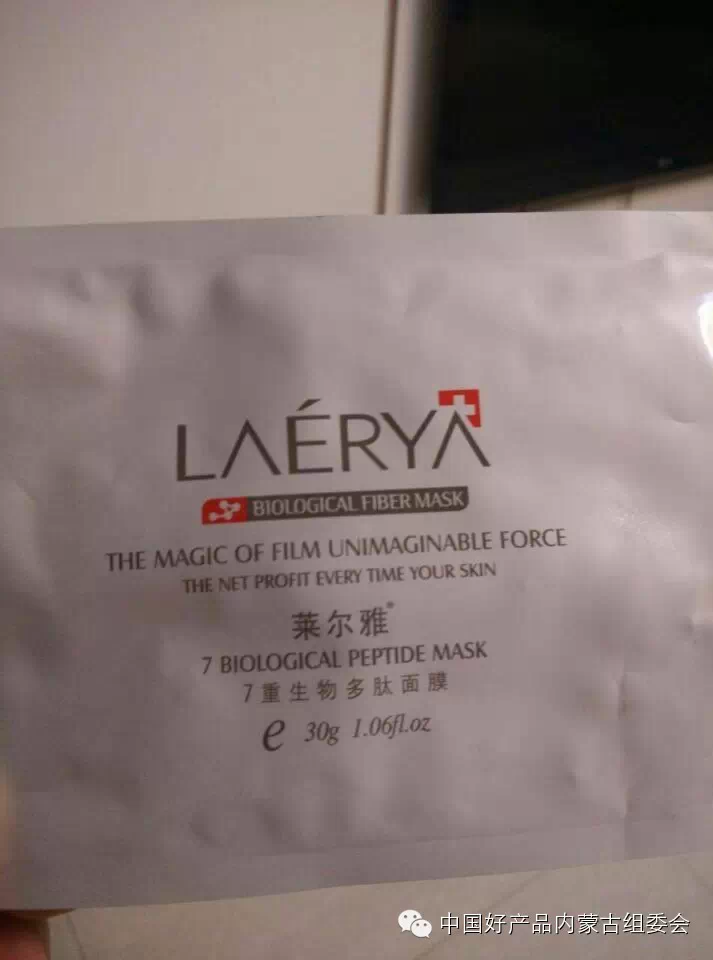 LAÉRYA
BIOLOGICAL FIBER MASK
THE MAGIC OF FILM UNIMAGINABLE FORCE
THE NET PROFIT EVERY TIME YOUR SKIN
莱尔雅®
7 BIOLOGICAL PEPTIDE MASK
7重生物多肽面膜
e 30g 1.06fl.oz
中国好产品内蒙古组委会